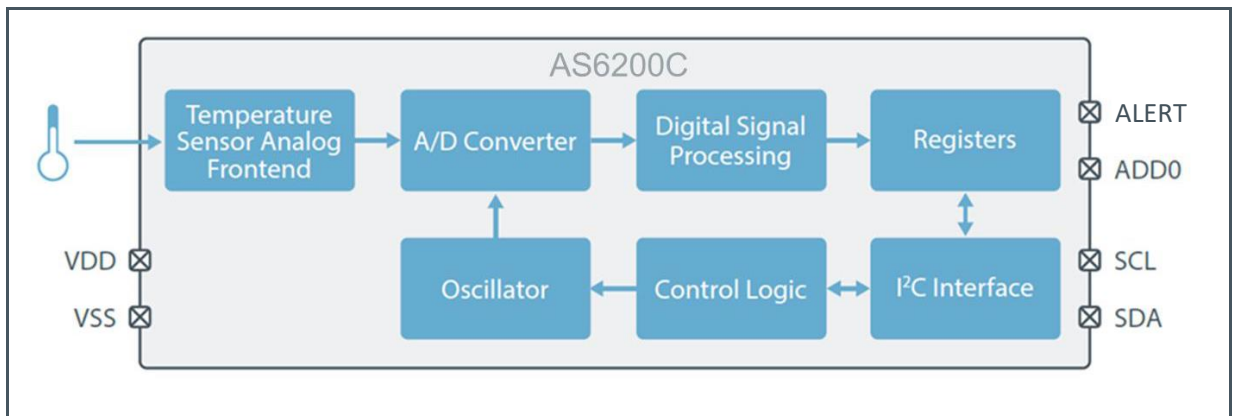 AS6200C
Temperature
Sensor Analog
Frontend
A/D Converter
Digital Signal
Processing
Registers
ALERT
ADD0
VDD
VSS
Oscillator
Control Logic
I²C Interface
SCL
SDA